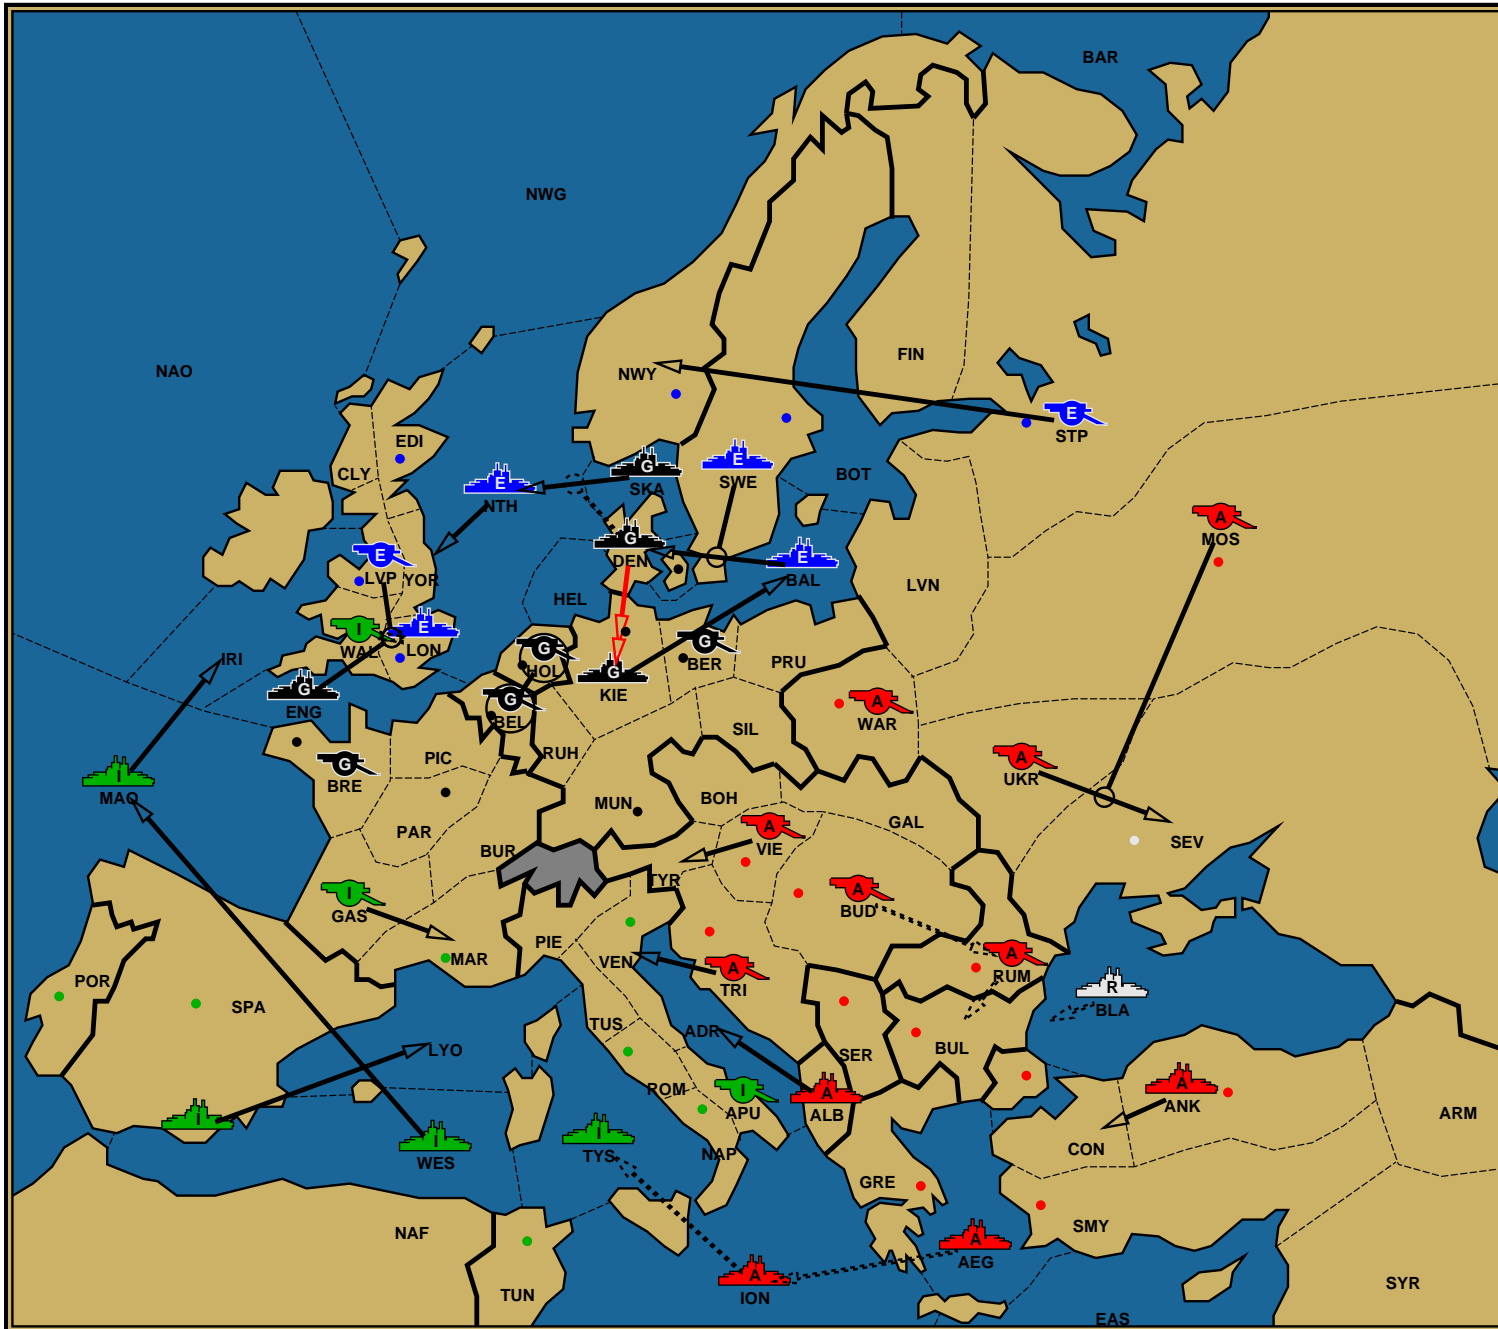 BAR
NWG
NAO
FIN
NWY
E
STP
EDI
CLY
G
SKA
E
SWE
BOT
E
NTH
A
MOS
G
DEN
E
LVP
YOR
E
BAL
LVN
HEL
I
WAL
E
LON
G
HOL
G
BER
PRU
IRI
G
KIE
G
ENG
G
BEL
A
WAR
SIL
RUH
PIC
G
BRE
A
UKR
I
MAO
MUN
BOH
GAL
PAR
SEV
A
VIE
BUR
TYR
I
GAS
A
BUD
PIE
MAR
VEN
A
TRI
A
RUM
POR
SPA
R
BLA
TUS
ADR
SER
BUL
LYO
ROM
I
APU
A
ALB
A
ANK
ARM
I
I
WES
I
TYS
NAP
CON
GRE
SMY
NAF
A
AEG
A
ION
TUN
SYR
EAS